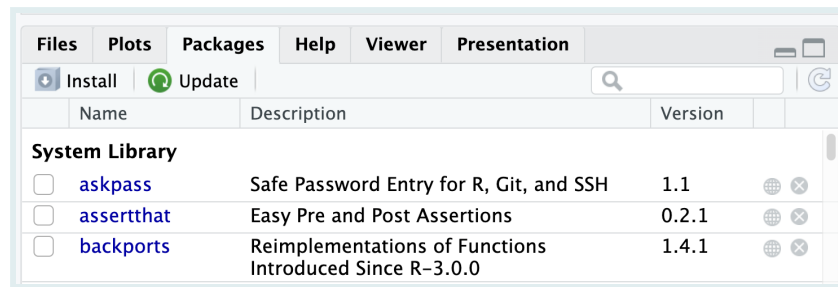 Files Plots Packages Help Viewer Presentation
Install Update
Name Description Version
System Library
askpass Safe Password Entry for R, Git, and SSH 1.1
assertthat Easy Pre and Post Assertions 0.2.1
backports Reimplementations of Functions 1.4.1
Introduced Since R-3.0.0